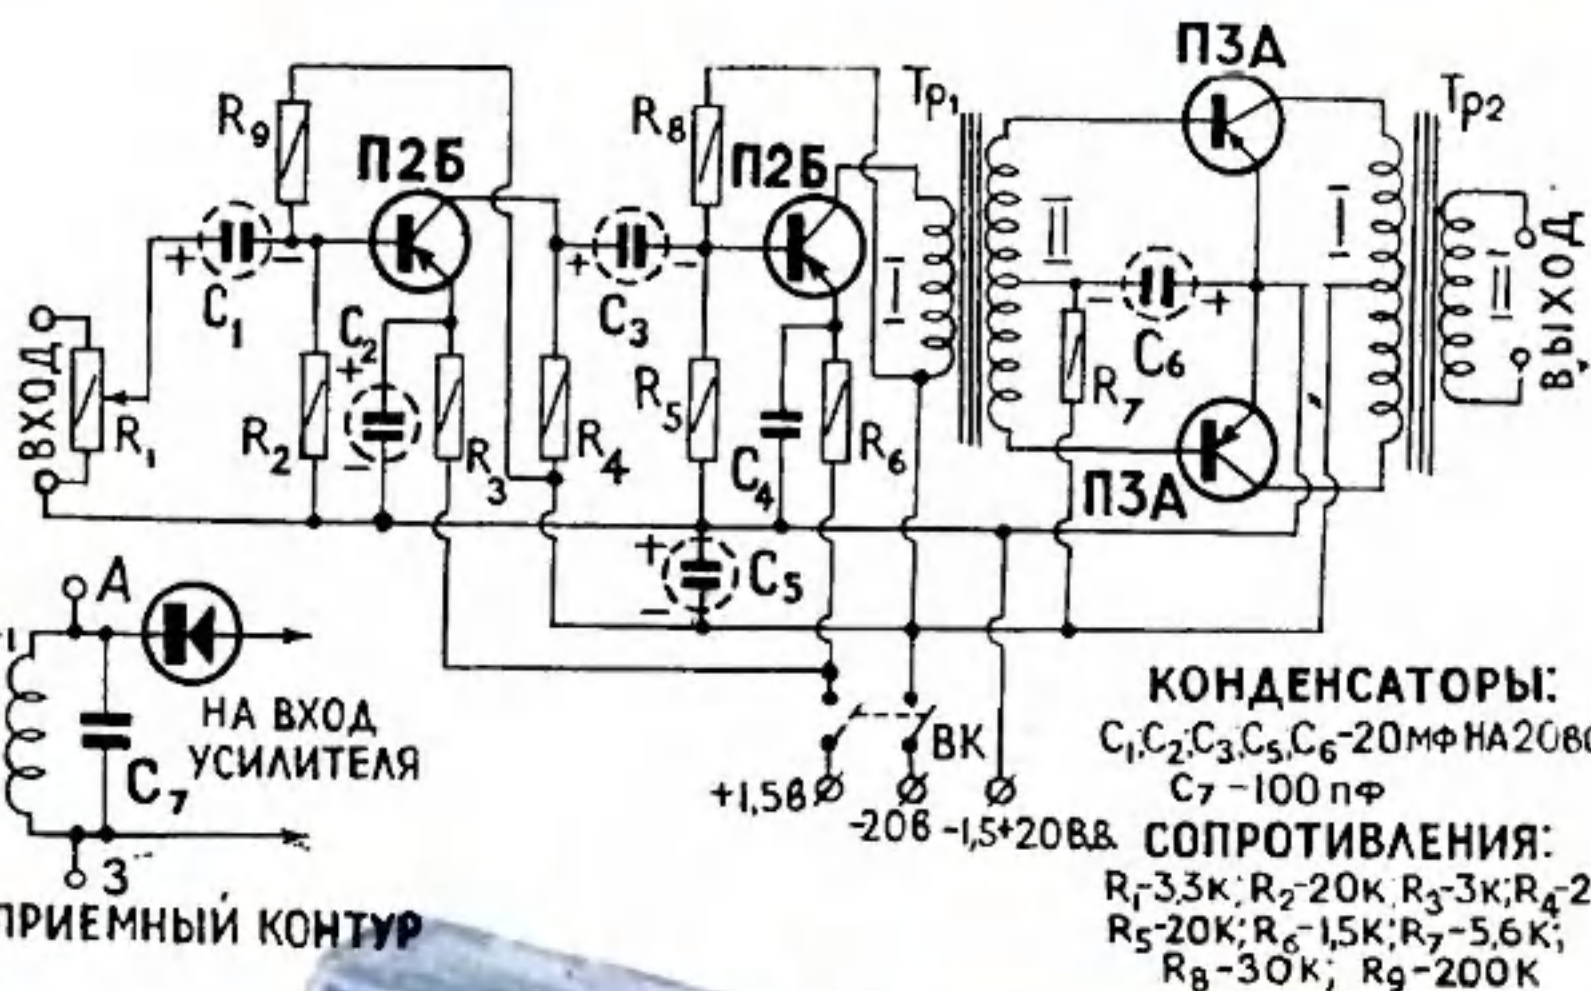 П3А
Тр₁
Тр₂
R₉
R₈
П2Б
П2Б
II
I
I
II
+ -
C₁
+ -
C₃
- +
C₆
ВХОД
R₁
R₂
C₂
+
-
R₃
R₄
R₅
C₄
R₆
R₇
П3А
ВЫХОД
+
-
C₅
А
НА ВХОД
УСИЛИТЕЛЯ
C₇
З
ПРИЕМНЫЙ КОНТУР
ВК
+1,5в
-20в
-1,5+20в.
КОНДЕНСАТОРЫ:
C₁,C₂,C₃,C₅,C₆-20мф НА 20в
C₇-100пф
СОПРОТИВЛЕНИЯ:
R₁-3,3к; R₂-20к; R₃-3к; R₄-2
R₅-20к; R₆-1,5к; R₇-5,6к;
R₈-30к; R₉-200к